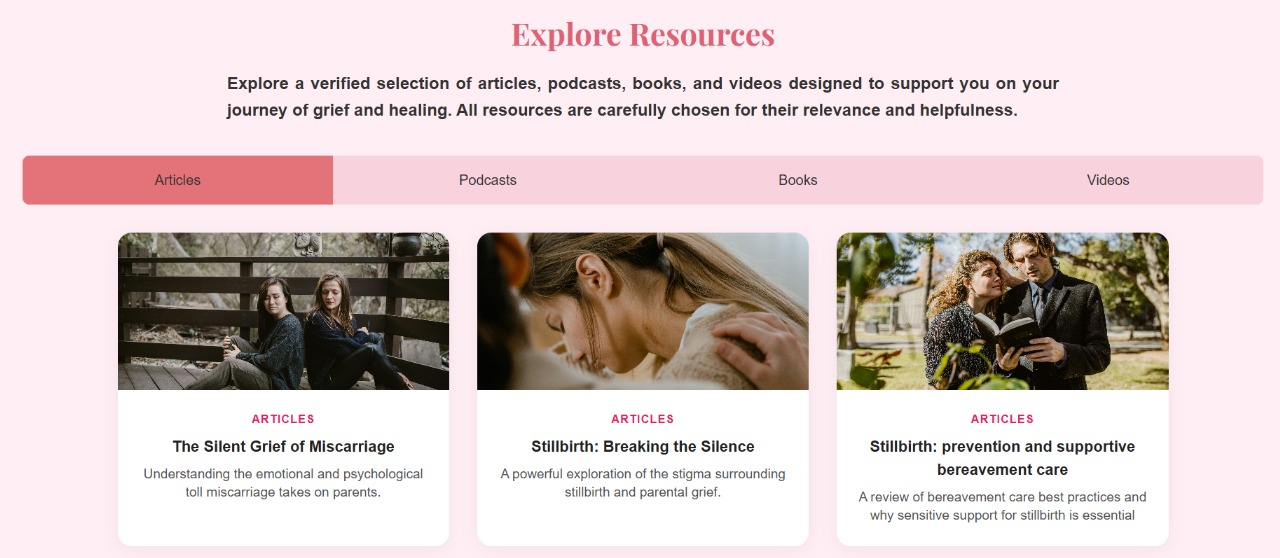 Explore Resources
Explore a verified selection of articles, podcasts, books, and videos designed to support you on your
journey of grief and healing. All resources are carefully chosen for their relevance and helpfulness.
Articles
Podcasts
Books
Videos
ARTICLES
The Silent Grief of Miscarriage
Understanding the emotional and psychological
toll miscarriage takes on parents.
ARTICLES
Stillbirth: Breaking the Silence
A powerful exploration of the stigma surrounding
stillbirth and parental grief.
ARTICLES
Stillbirth: prevention and supportive
bereavement care
A review of bereavement care best practices and
why sensitive support for stillbirth is essential